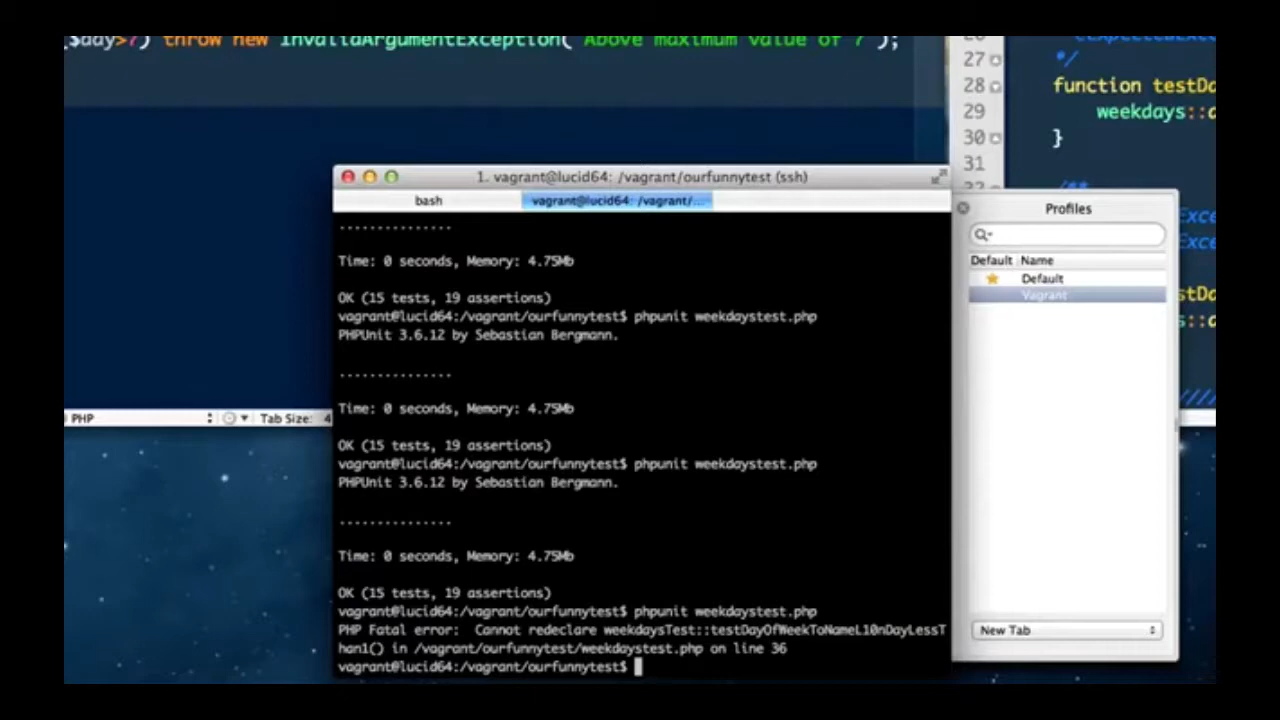 $day>7) throw new InvalidArgumentException("Above maximum value of 7");
27 */
28 function testDa
29 weekdays::
30 }
31
/**
1. vagrant@lucid64: /vagrant/ourfunnytest (ssh)
bash
vagrant@lucid64: /vagrant/...
...............
Time: 0 seconds, Memory: 4.75Mb
OK (15 tests, 19 assertions)
vagrant@lucid64:/vagrant/ourfunnytest$ phpunit weekdaystest.php
PHPUnit 3.6.12 by Sebastian Bergmann.
...............
Time: 0 seconds, Memory: 4.75Mb
OK (15 tests, 19 assertions)
vagrant@lucid64:/vagrant/ourfunnytest$ phpunit weekdaystest.php
PHPUnit 3.6.12 by Sebastian Bergmann.
...............
Time: 0 seconds, Memory: 4.75Mb
OK (15 tests, 19 assertions)
vagrant@lucid64:/vagrant/ourfunnytest$ phpunit weekdaystest.php
PHP Fatal error:  Cannot redeclare weekdaysTest::testDayOfWeekToNameL10nDayLessT
han1() in /vagrant/ourfunnytest/weekdaystest.php on line 36
vagrant@lucid64:/vagrant/ourfunnytest$
Profiles
Default Name
Default
Vagrant
New Tab
PHP
Tab Size: 4